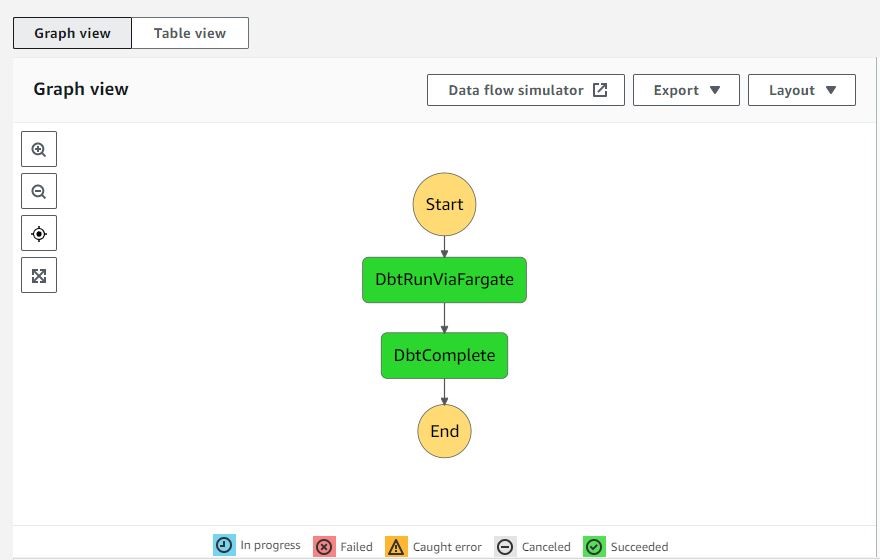 Graph view
Table view
Graph view
Data flow simulator
Export
Layout
Start
DbtRunViaFargate
DbtComplete
End
In progress
Failed
Caught error
Canceled
Succeeded